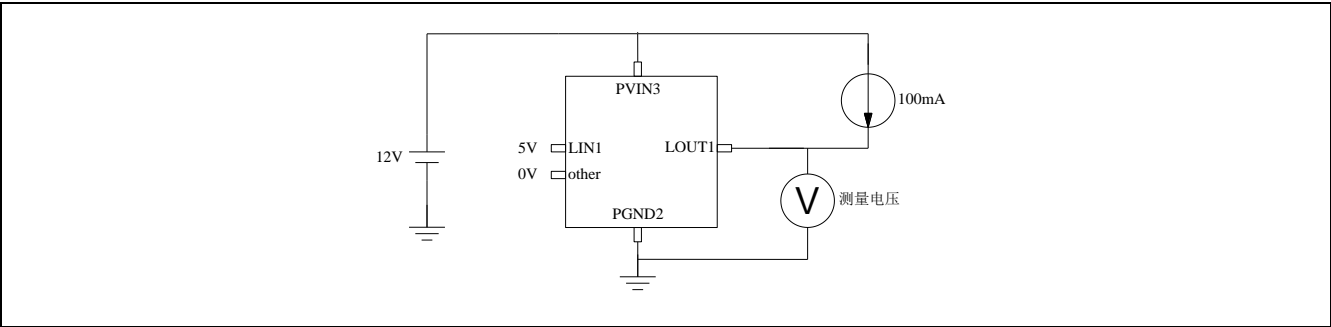 PVIN3
100mA
12V
5V LIN1 LOUT1
0V other
V 测量电压
PGND2